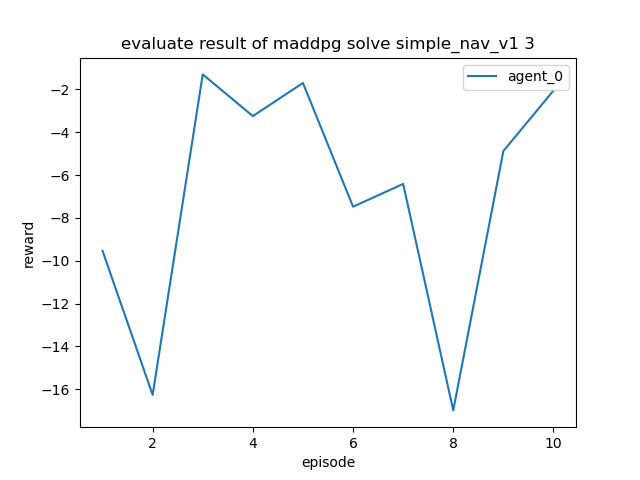 evaluate result of maddpg solve simple_nav_v1 3
agent_0
−2
−4
−6
−8
−10
−12
−14
−16
reward
2 4 6 8 10
episode